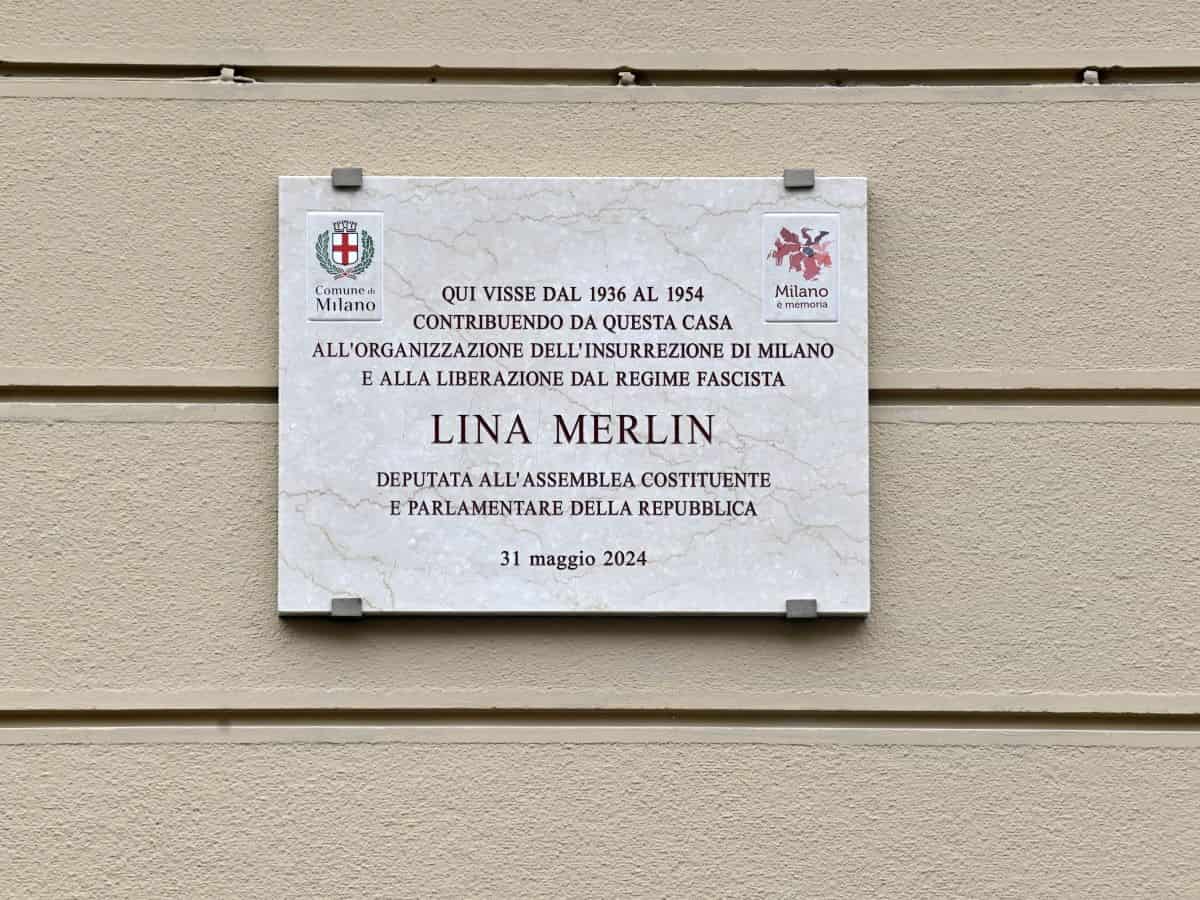 Comune di
Milano
Milano
è memoria
QUI VISSE DAL 1936 AL 1954
CONTRIBUENDO DA QUESTA CASA
ALL'ORGANIZZAZIONE DELL'INSURREZIONE DI MILANO
E ALLA LIBERAZIONE DAL REGIME FASCISTA
LINA MERLIN
DEPUTATA ALL'ASSEMBLEA COSTITUENTE
E PARLAMENTARE DELLA REPUBBLICA
31 maggio 2024